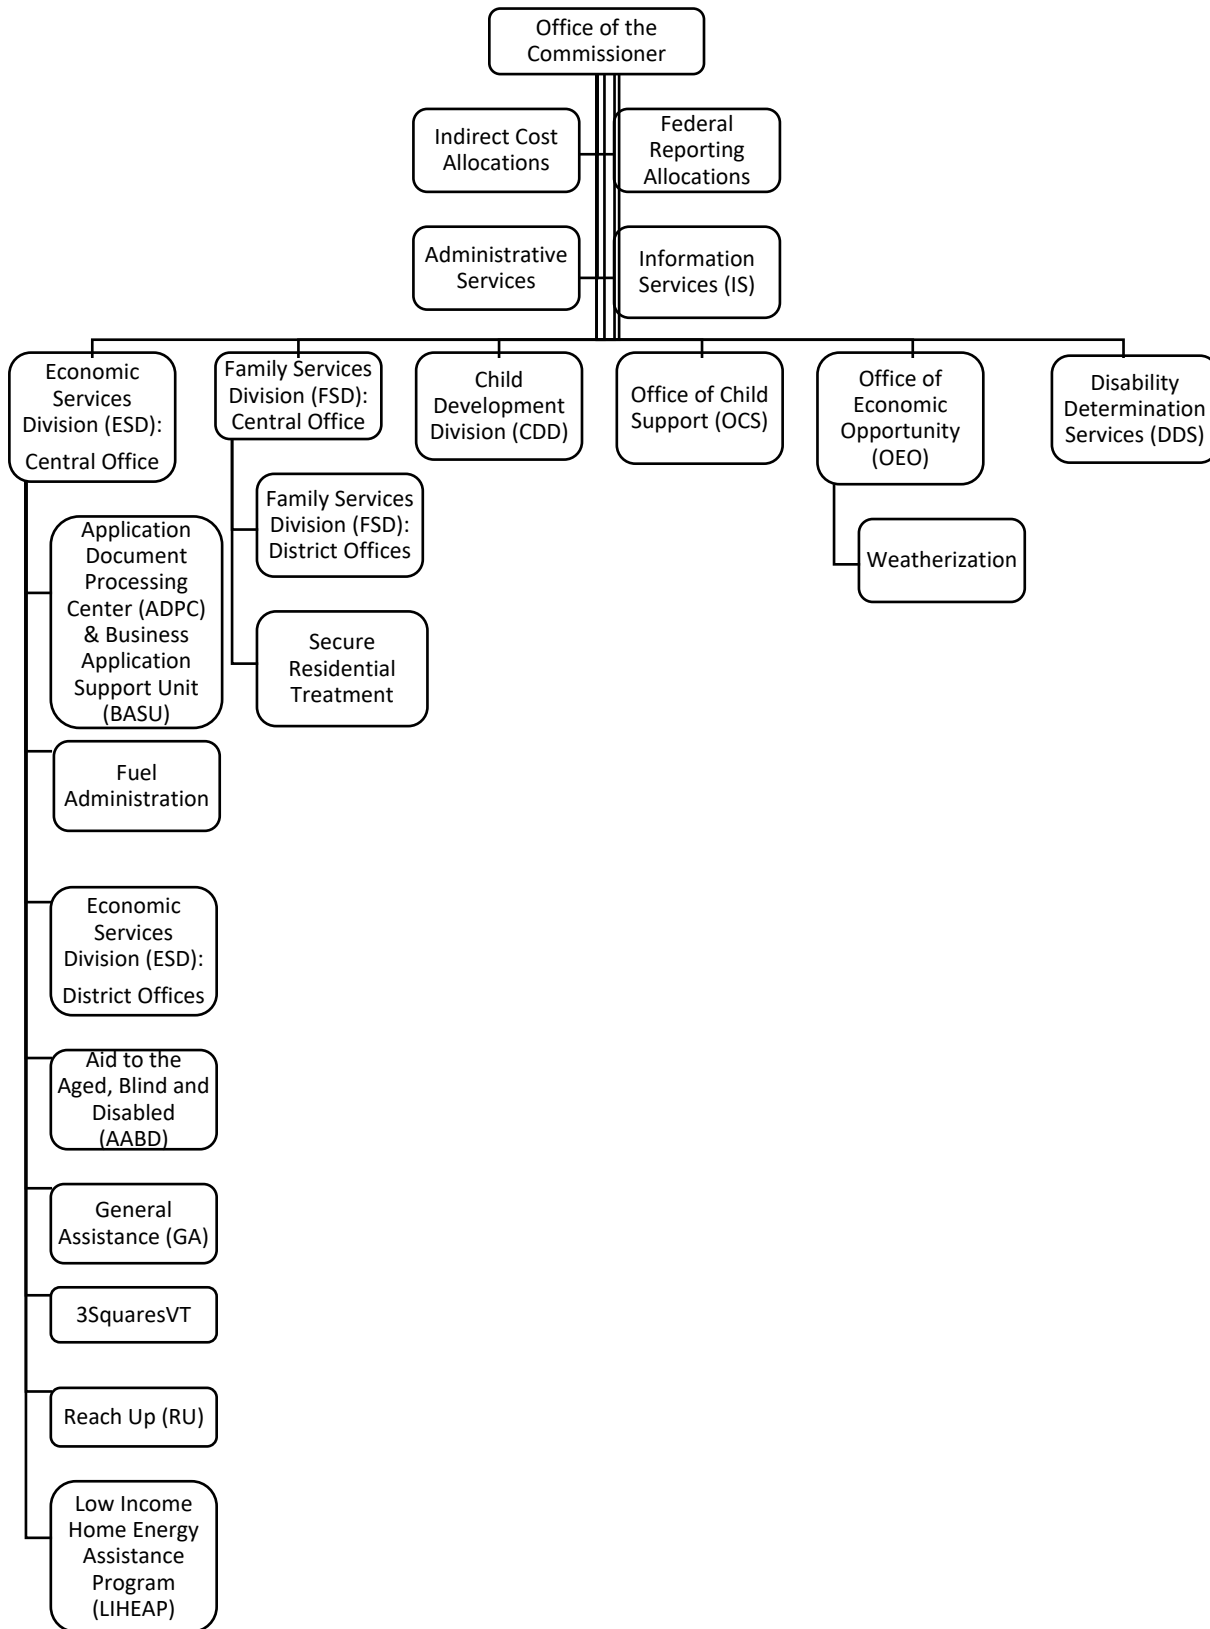 Office of the
Commissioner
Indirect Cost
Allocations
Federal
Reporting
Allocations
Administrative
Services
Information
Services (IS)
Economic
Services
Division (ESD):
Central Office
Family Services
Division (FSD):
Central Office
Child
Development
Division (CDD)
Office of Child
Support (OCS)
Office of
Economic
Opportunity
(OEO)
Disability
Determination
Services (DDS)
Application
Document
Processing
Center (ADPC)
& Business
Application
Support Unit
(BASU)
Family Services
Division (FSD):
District Offices
Weatherization
Secure
Residential
Treatment
Fuel
Administration
Economic
Services
Division (ESD):
District Offices
Aid to the
Aged, Blind and
Disabled
(AABD)
General
Assistance (GA)
3SquaresVT
Reach Up (RU)
Low Income
Home Energy
Assistance
Program
(LIHEAP)